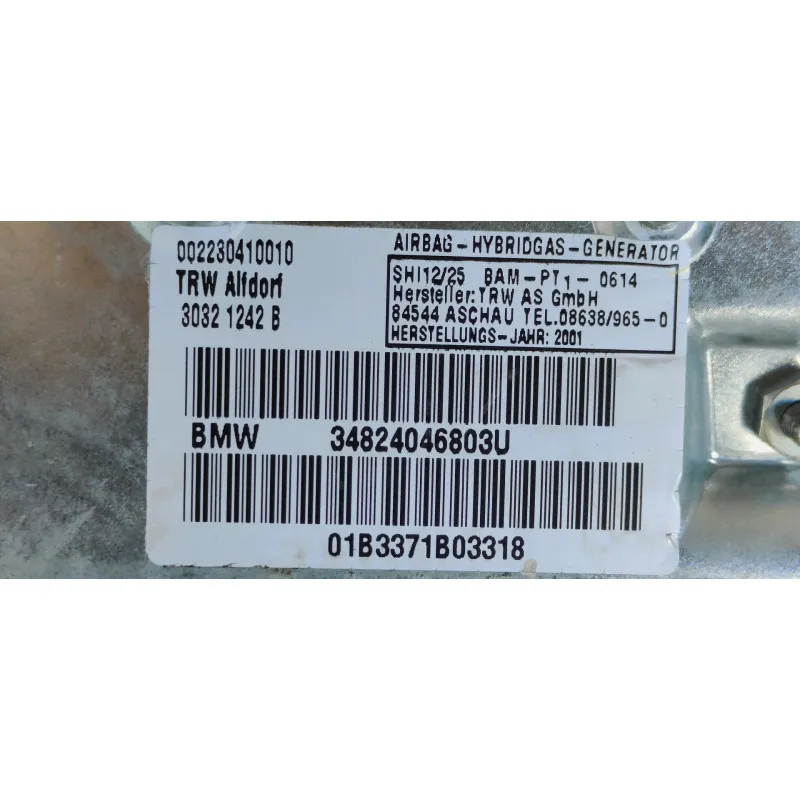 002230410010
TRW Alfdorf
3032 1242 B
AIRBAG-HYBRIDGAS-GENERATOR
SHI12/25 BAM-PT1- 0614
Hersteller:TRW AS GmbH
84544 ASCHAU TEL.08638/965-0
HERSTELLUNGS-JAHR: 2001
BMW 34824046803U
01B3371B03318